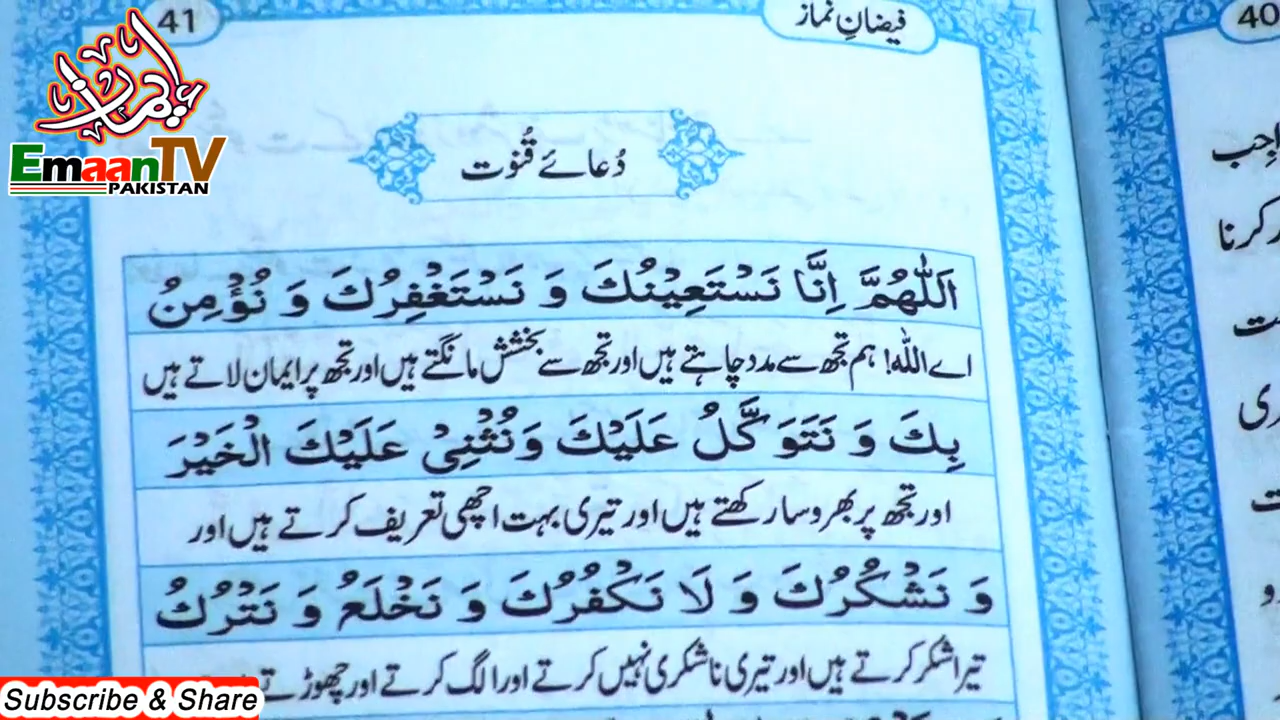 41
فیضانِ نماز
40
ایمان
EmaanTV
PAKISTAN
دُعائے قُنوت
اَللّٰهُمَّ اِنَّا نَسْتَعِيْنُكَ وَ نَسْتَغْفِرُكَ وَ نُؤْمِنُ
اے اللہ! ہم تجھ سے مدد چاہتے ہیں اور تجھ سے بخشش مانگتے ہیں اور تجھ پر ایمان لاتے ہیں
بِكَ وَ نَتَوَكَّلُ عَلَيْكَ وَنُثْنِيْ عَلَيْكَ الْخَيْرَ
اور تجھ پر بھروسا رکھتے ہیں اور تیری بہت اچھی تعریف کرتے ہیں اور
وَ نَشْكُرُكَ وَ لَا نَكْفُرُكَ وَ نَخْلَعُ وَ نَتْرُكُ
تیرا شکر کرتے ہیں اور تیری ناشکری نہیں کرتے اور الگ کرتے اور چھوڑتے
Subscribe & Share